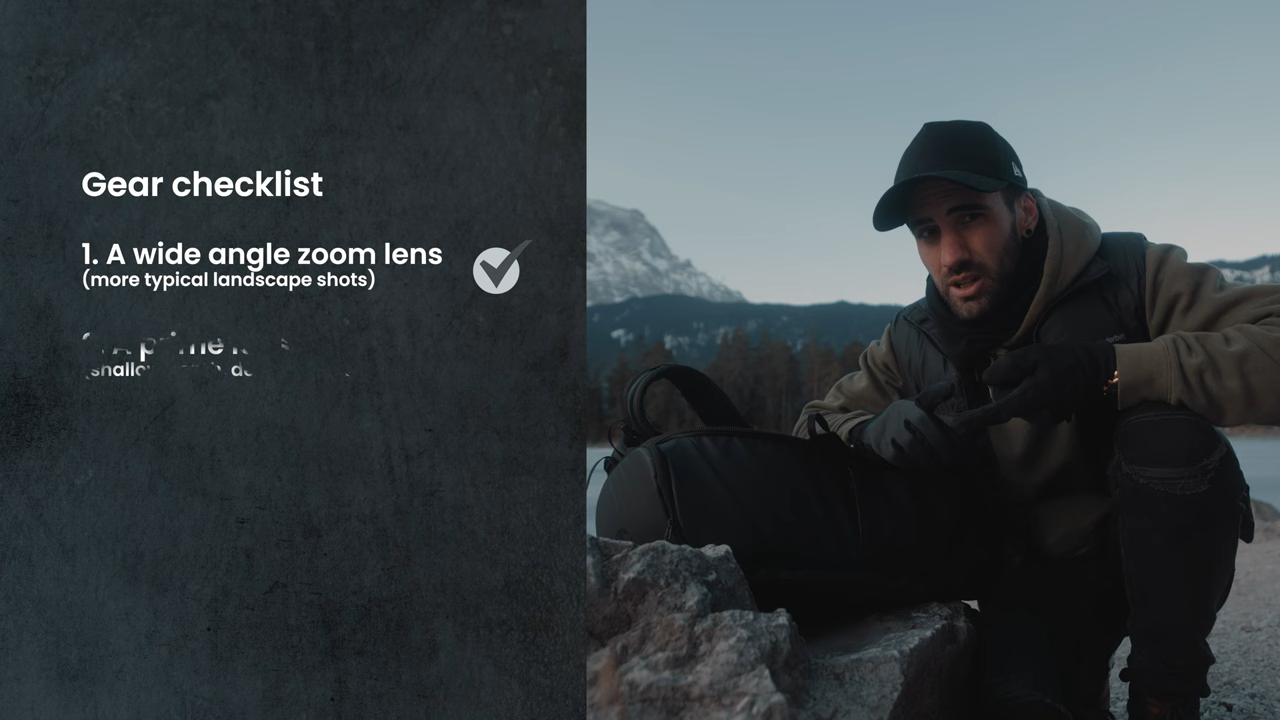 Gear checklist
1. A wide angle zoom lens
(more typical landscape shots)